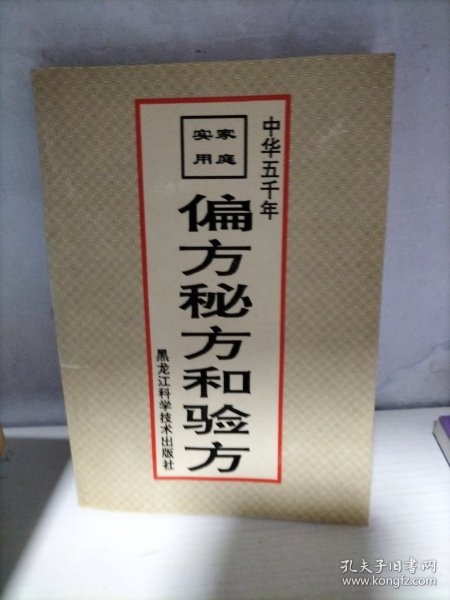 中华五千年
家庭
实用
偏方秘方和验方
黑龙江科学技术出版社
孔夫子旧书网
www.kongfz.com